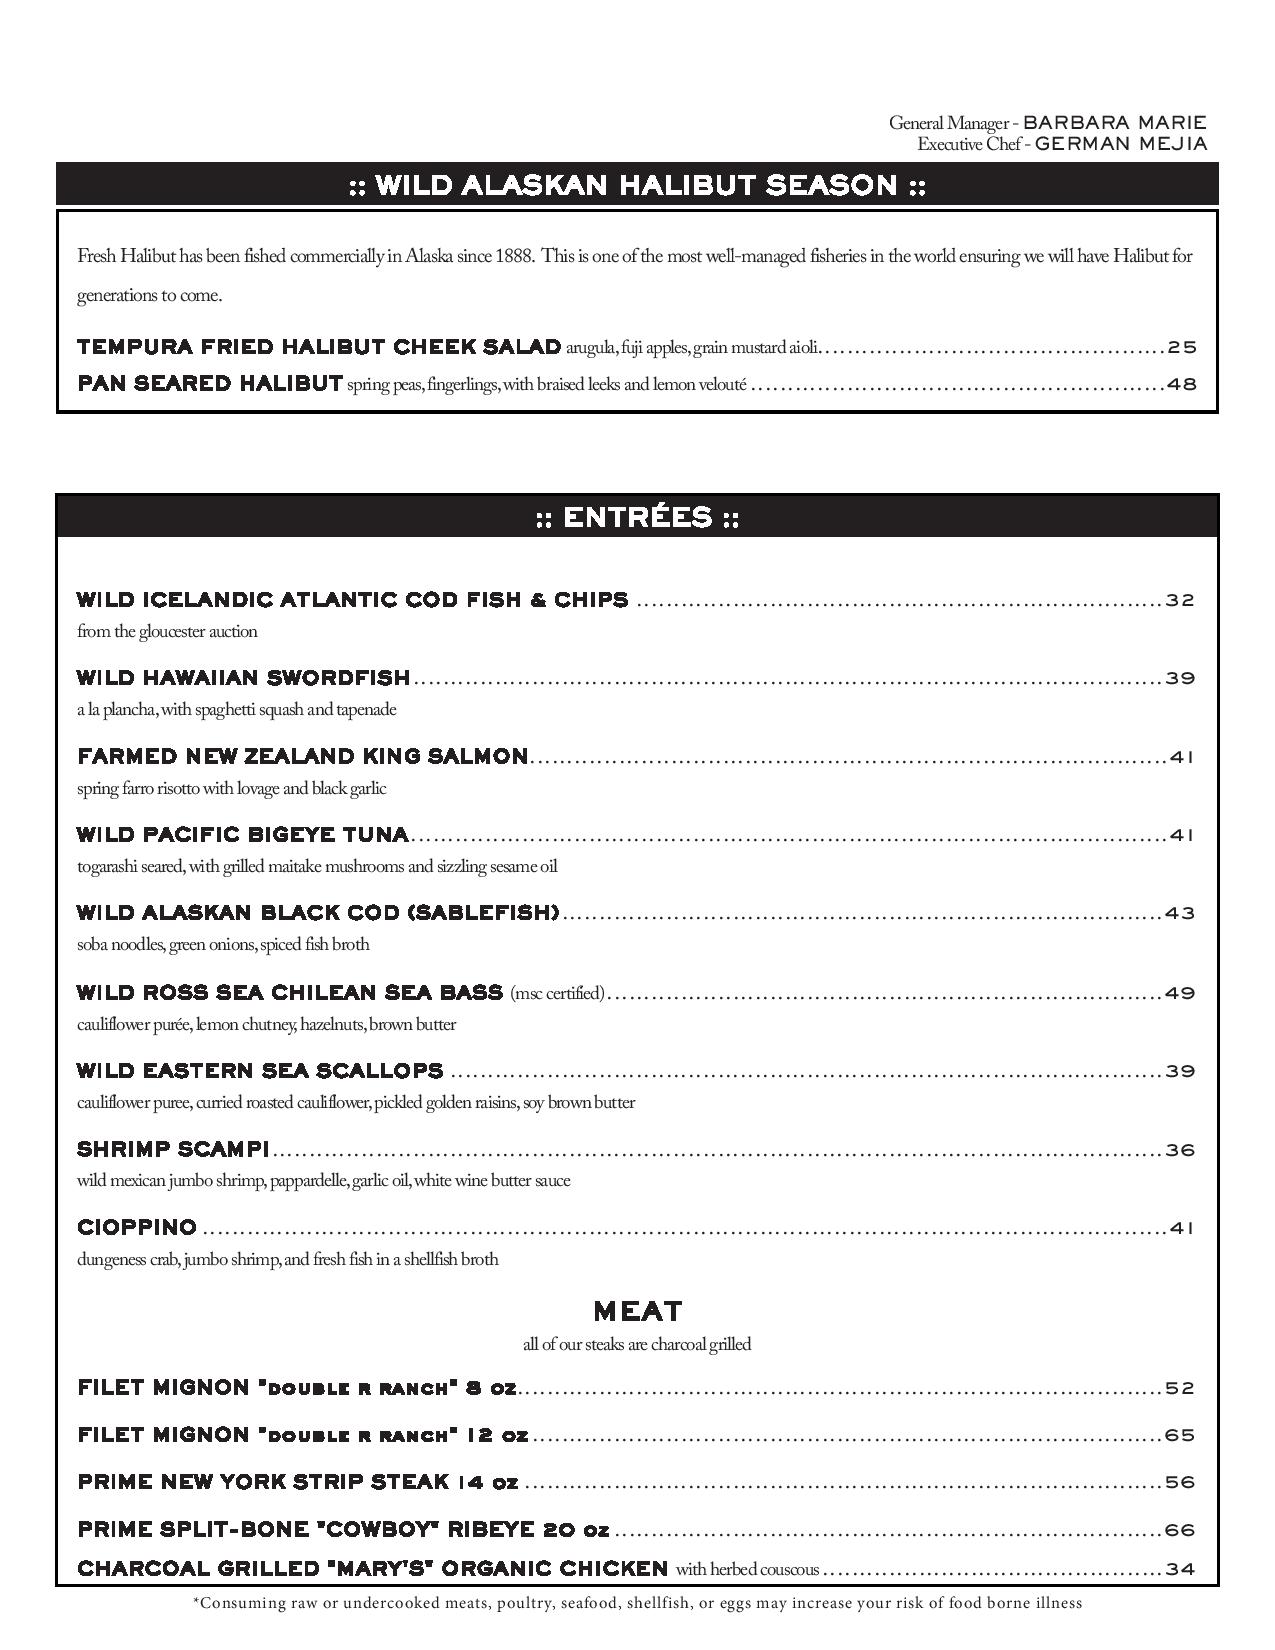 General Manager - BARBARA MARIE
Executive Chef - GERMAN MEJIA
:: WILD ALASKAN HALIBUT SEASON ::
Fresh Halibut has been fished commercially in Alaska since 1888. This is one of the most well-managed fisheries in the world ensuring we will have Halibut for
generations to come.
TEMPURA FRIED HALIBUT CHEEK SALAD arugula, fuji apples, grain mustard aioli.............................................25
PAN SEARED HALIBUT spring peas, fingerlings, with braised leeks and lemon velouté ......................................................48
:: ENTRÉES ::
WILD ICELANDIC ATLANTIC COD FISH & CHIPS ......................................................................32
from the gloucester auction
WILD HAWAIIAN SWORDFISH....................................................................................................39
a la plancha, with spaghetti squash and tapenade
FARMED NEW ZEALAND KING SALMON.....................................................................................41
spring farro risotto with lovage and black garlic
WILD PACIFIC BIGEYE TUNA.....................................................................................................41
togarashi seared, with grilled maitake mushrooms and sizzling sesame oil
WILD ALASKAN BLACK COD (SABLEFISH)................................................................................43
soba noodles, green onions, spiced fish broth
WILD ROSS SEA CHILEAN SEA BASS (msc certified)..........................................................................49
cauliflower purée, lemon chutney, hazelnuts, brown butter
WILD EASTERN SEA SCALLOPS ...............................................................................................39
cauliflower puree, curried roasted cauliflower, pickled golden raisins, soy brown butter
SHRIMP SCAMPI.......................................................................................................................36
wild mexican jumbo shrimp, pappardelle, garlic oil, white wine butter sauce
CIOPPINO .................................................................................................................................41
dungeness crab, jumbo shrimp, and fresh fish in a shellfish broth
MEAT
all of our steaks are charcoal grilled
FILET MIGNON "DOUBLE R RANCH" 8 oz......................................................................................52
FILET MIGNON "DOUBLE R RANCH" 12 oz....................................................................................65
PRIME NEW YORK STRIP STEAK 14 oz .....................................................................................56
PRIME SPLIT-BONE "COWBOY" RIBEYE 20 oz .........................................................................66
CHARCOAL GRILLED "MARY'S" ORGANIC CHICKEN with herbed couscous .............................................34
*Consuming raw or undercooked meats, poultry, seafood, shellfish, or eggs may increase your risk of food borne illness